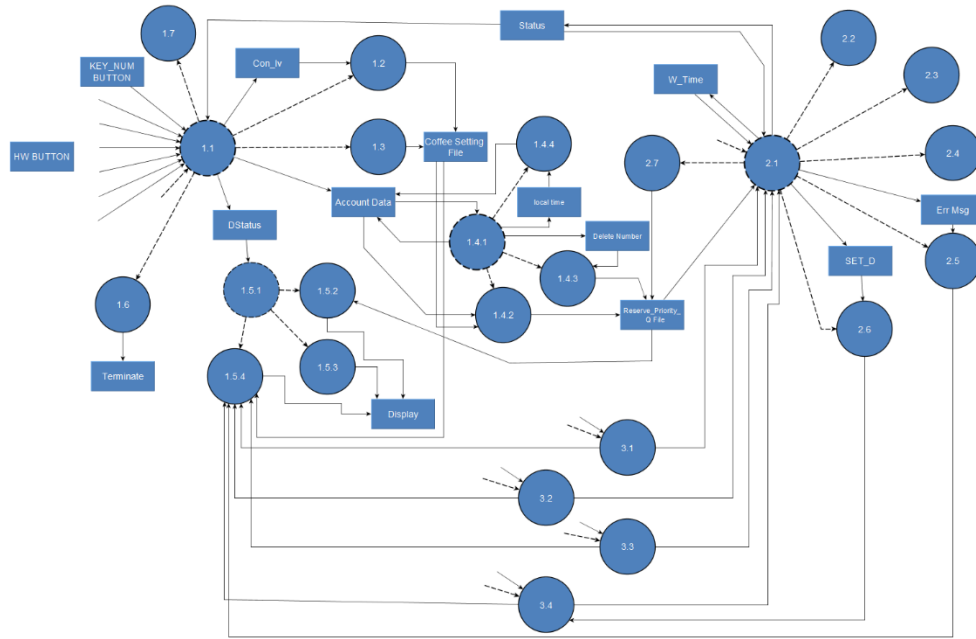 1.7
Status
2.2
KEY_NUM
BUTTON
Con_lv
1.2
W_Time
2.3
HW BUTTON
1.1
1.3
Coffee Setting
File
1.4.4
2.7
2.1
2.4
Account Data
local time
Err Msg
DStatus
1.4.1
Delete Number
SET_D
2.5
1.6
1.5.1
1.5.2
1.4.3
1.4.2
Reserve_Priority_
Q File
2.6
Terminate
1.5.4
1.5.3
Display
3.1
3.2
3.3
3.4